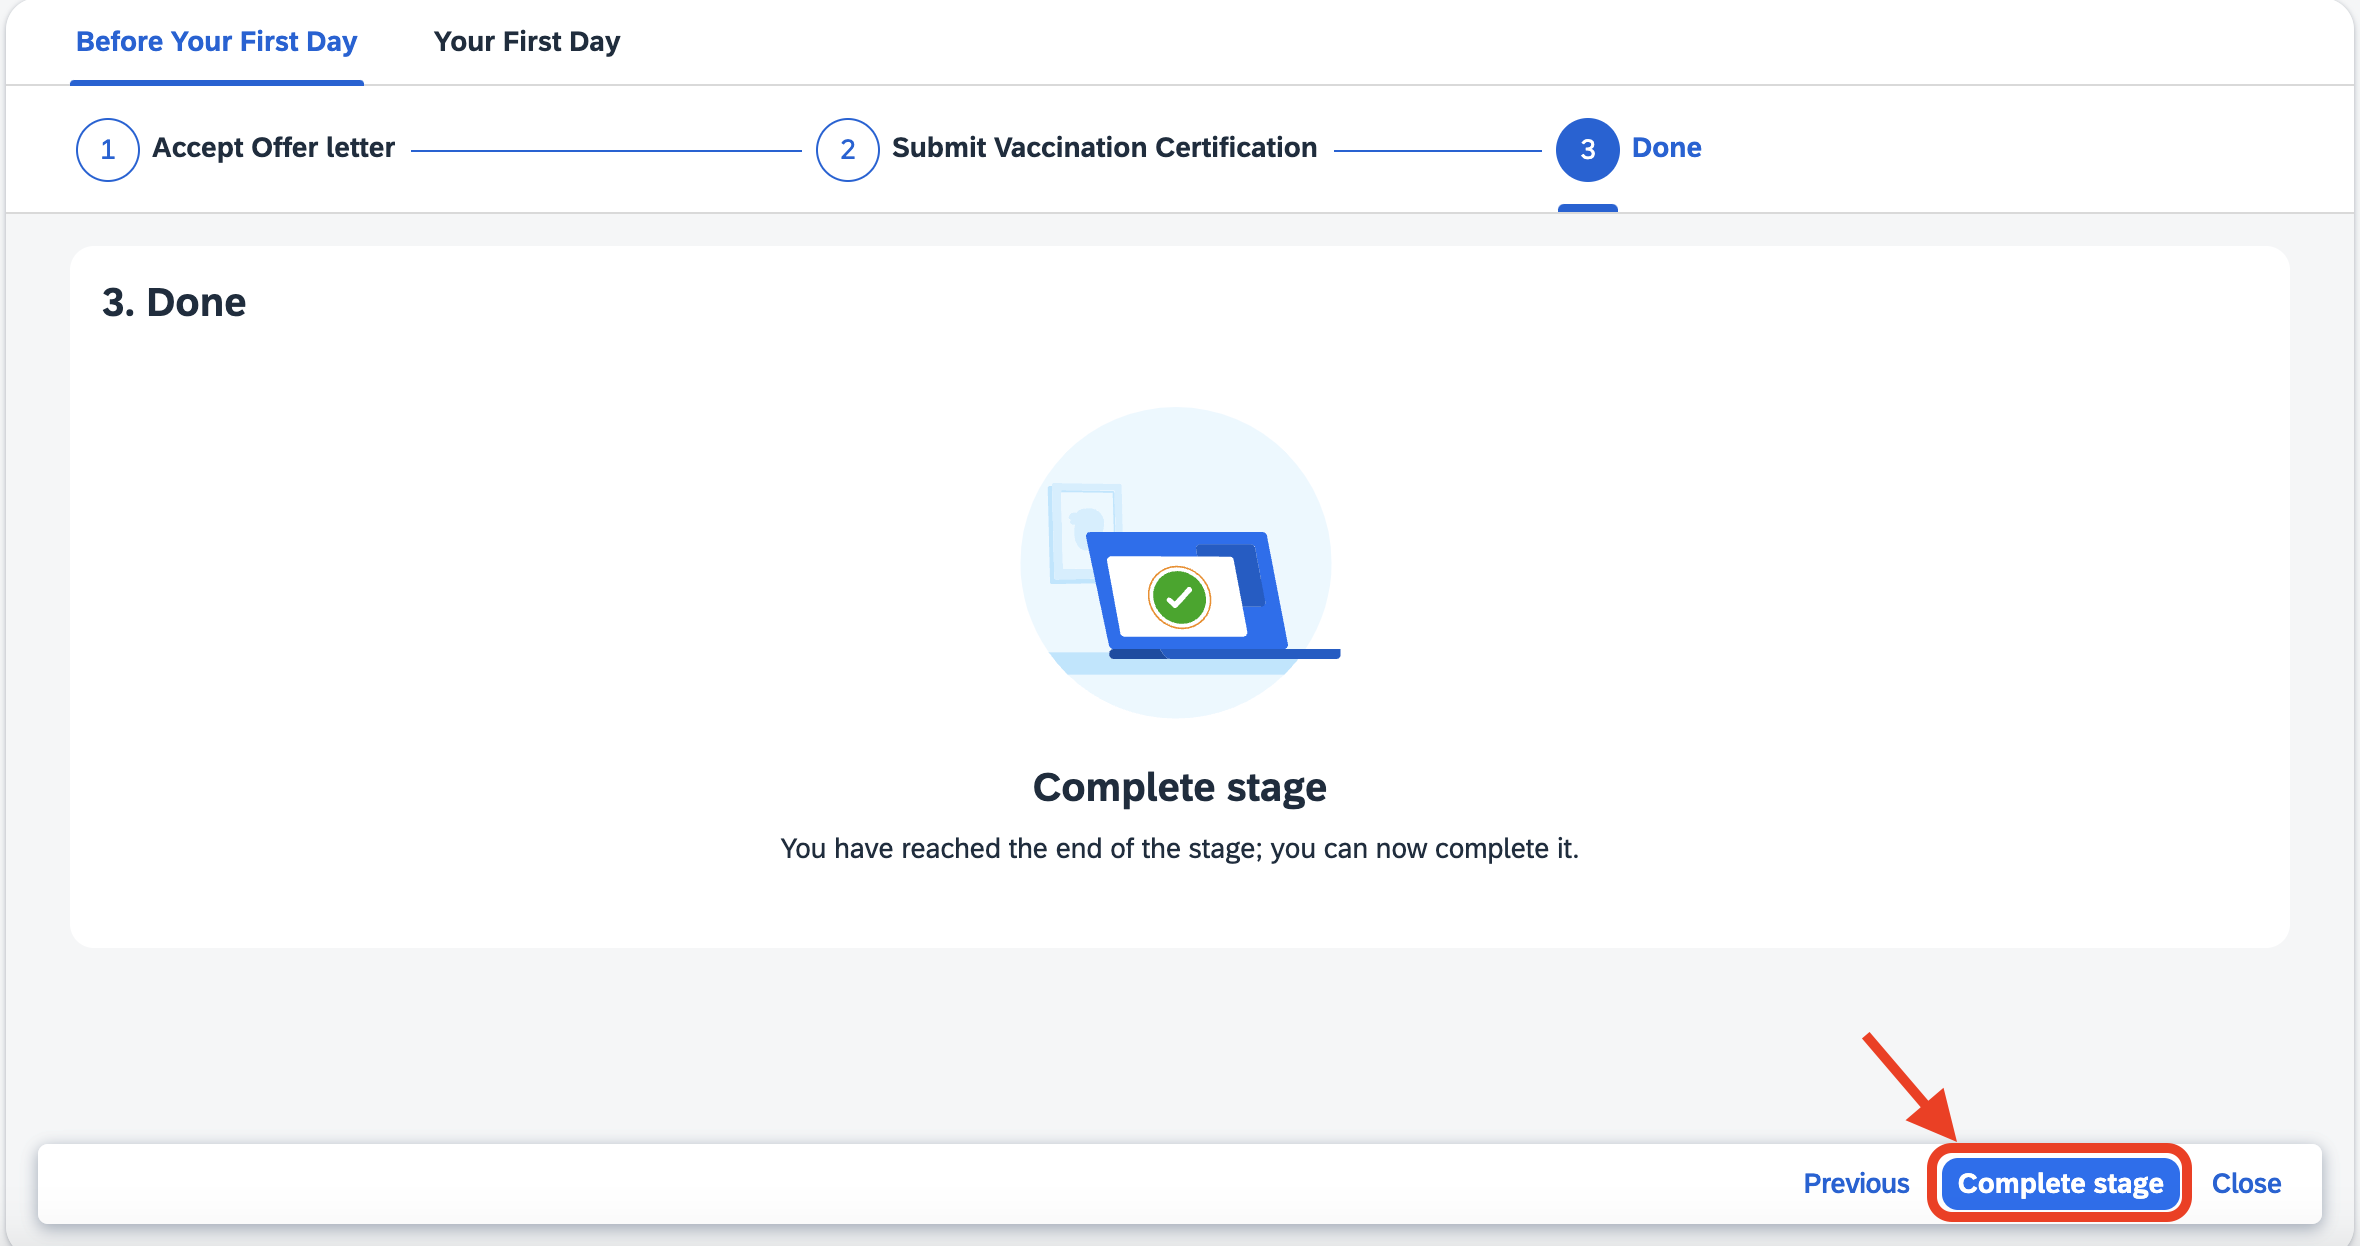 Before Your First Day
Your First Day
1 Accept Offer letter
2 Submit Vaccination Certification
3 Done
3. Done
Complete stage
You have reached the end of the stage; you can now complete it.
Previous
Complete stage
Close